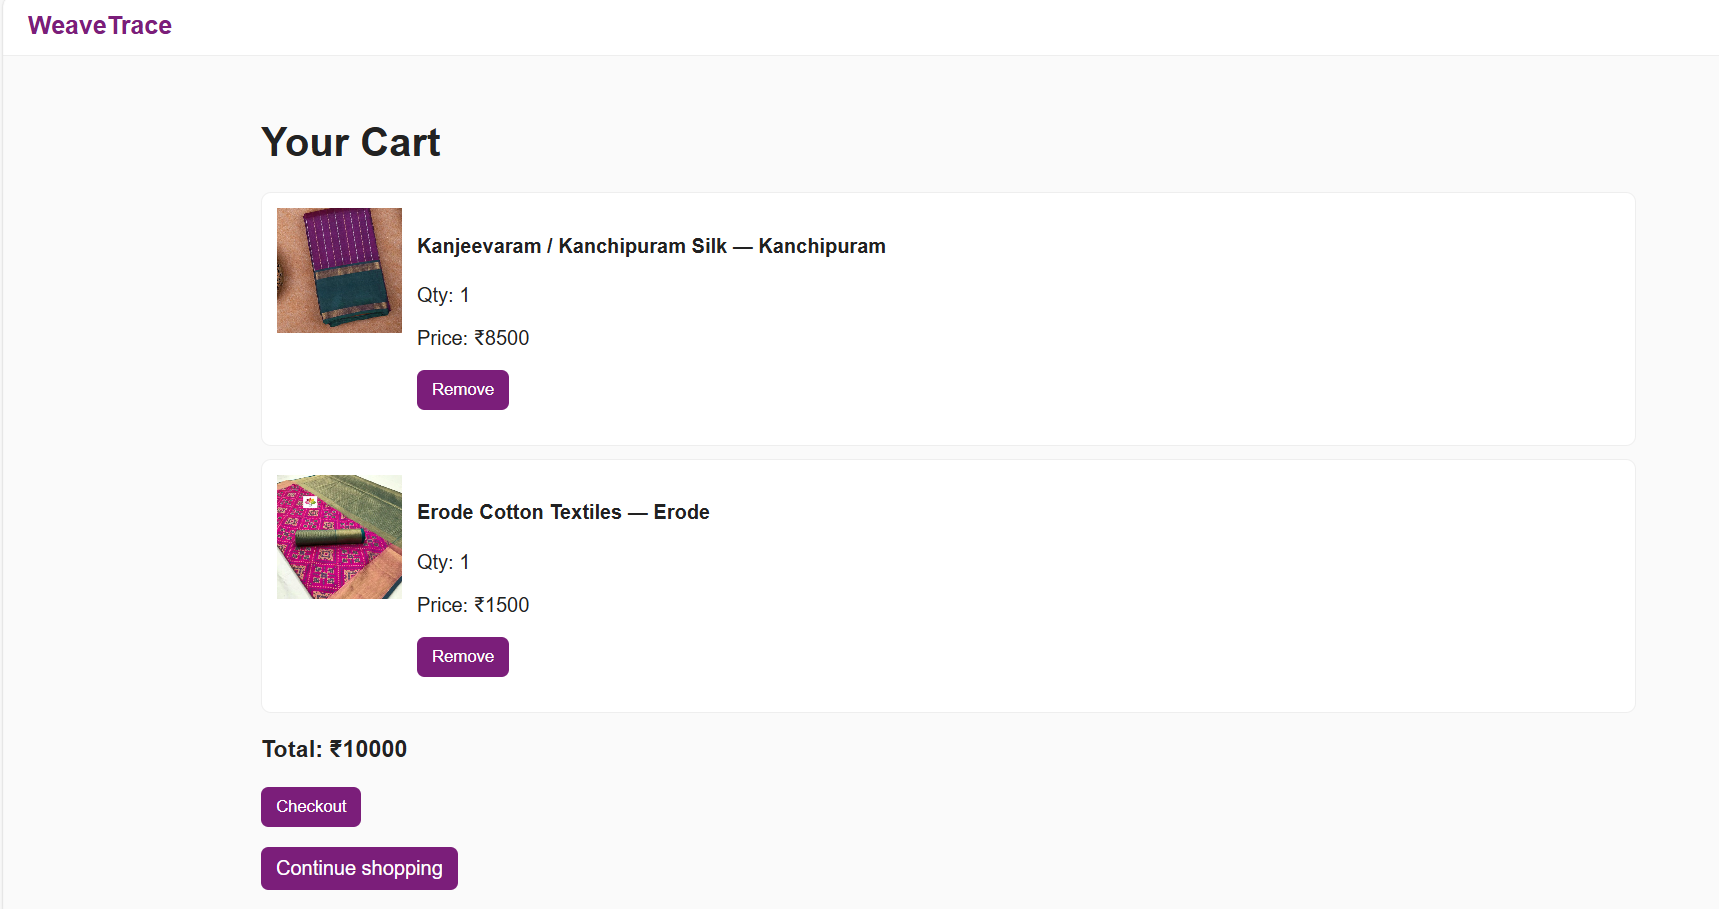 WeaveTrace
Your Cart
Kanjeevaram / Kanchipuram Silk — Kanchipuram
Qty: 1
Price: ₹8500
Remove
Erode Cotton Textiles — Erode
Qty: 1
Price: ₹1500
Remove
Total: ₹10000
Checkout
Continue shopping